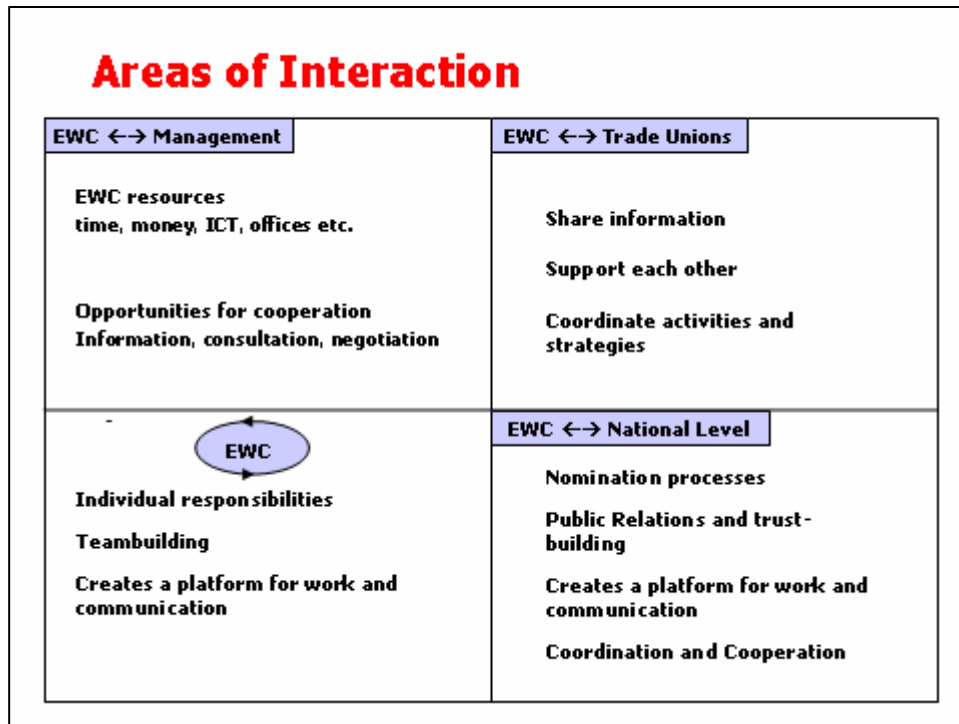 Areas of Interaction
EWC ←→ Management
EWC resources
time, money, ICT, offices etc.
Opportunities for cooperation
Information, consultation, negotiation
EWC ←→ Trade Unions
Share information
Support each other
Coordinate activities and
strategies
EWC
Individual responsibilities
Teambuilding
Creates a platform for work and
communication
EWC ←→ National Level
Nomination processes
Public Relations and trust-
building
Creates a platform for work and
communication
Coordination and Cooperation